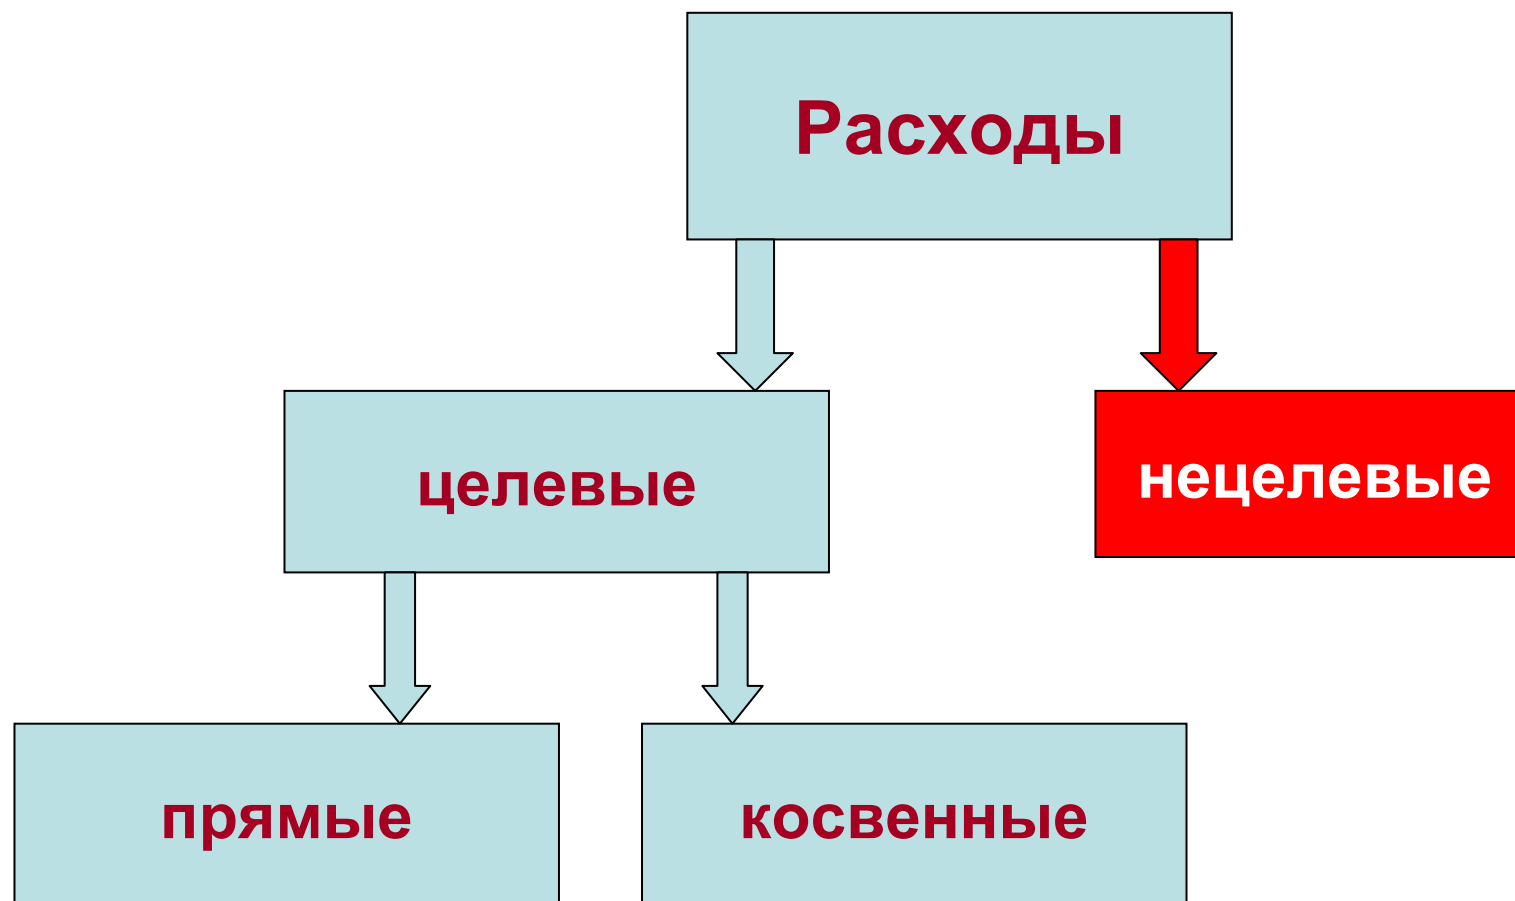 Расходы
целевые
нецелевые
прямые
косвенные